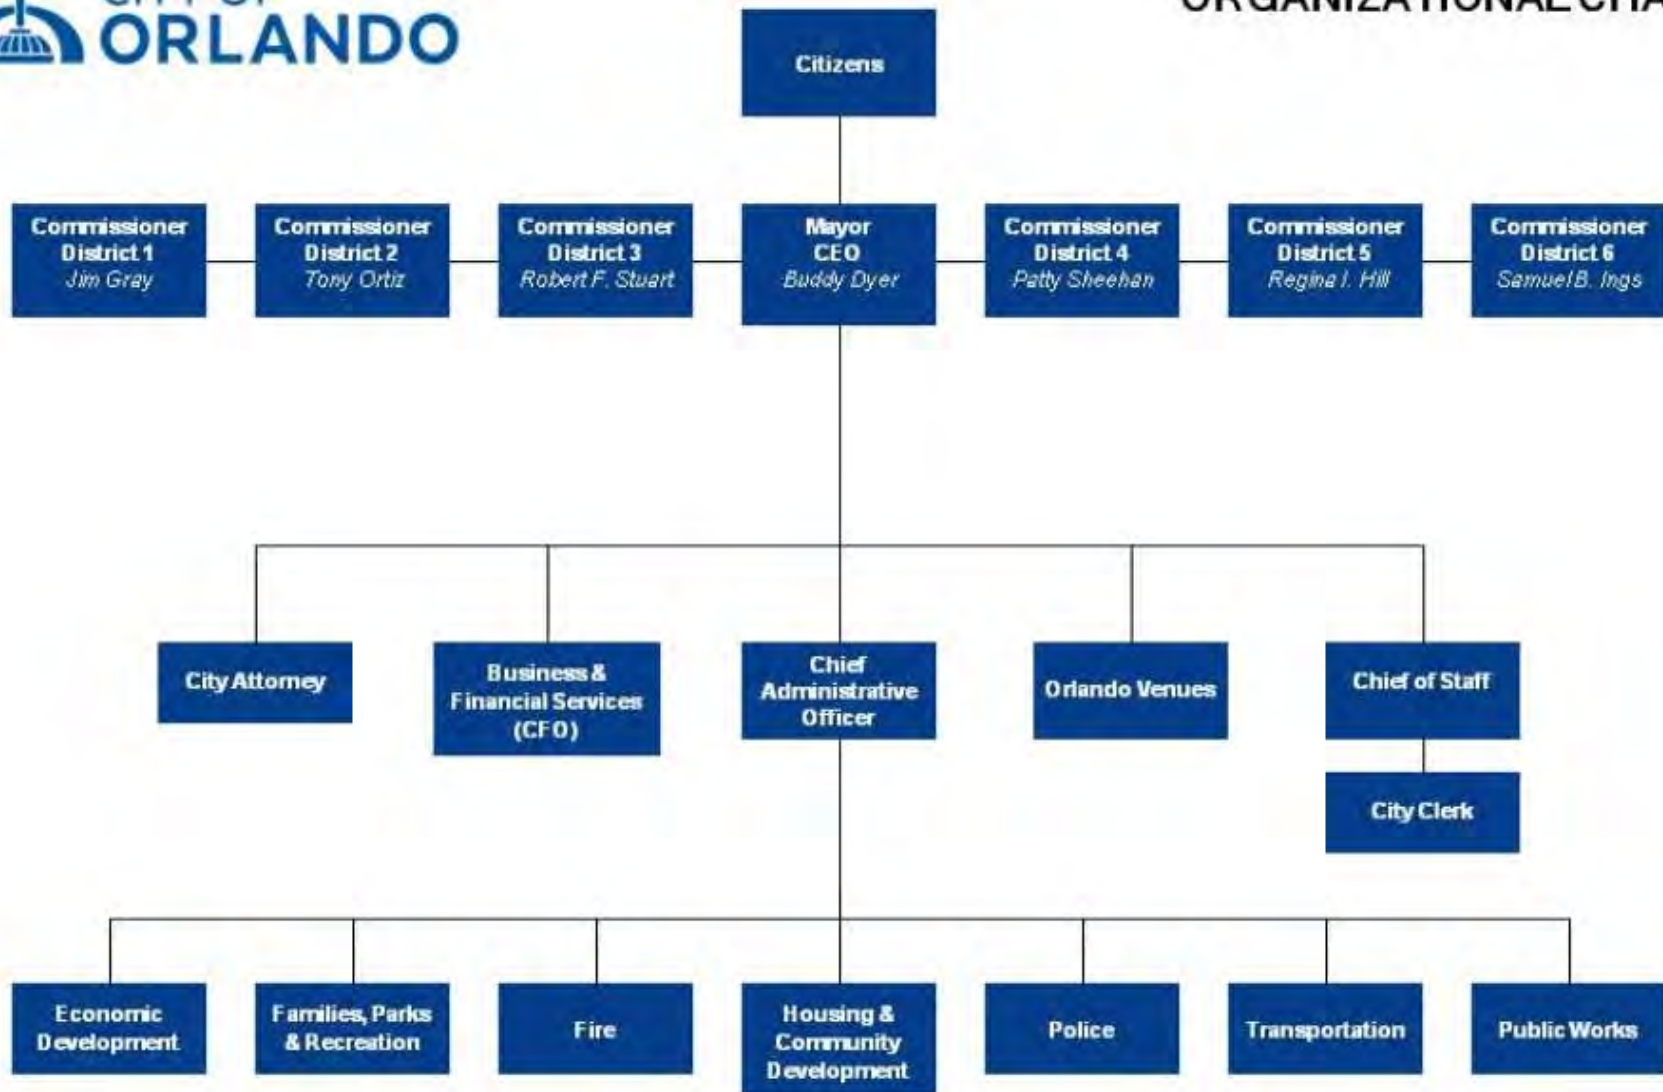 CITY OF
ORLANDO
Citizens
Commissioner
District 1
Jim Gray
Commissioner
District 2
Tony Ortiz
Commissioner
District 3
Robert F. Stuart
Mayor
CEO
Buddy Dyer
Commissioner
District 4
Patty Sheehan
Commissioner
District 5
Regina I. Hill
Commissioner
District 6
Samuel B. Ings
City Attorney
Business &
Financial Services
(CFO)
Chief
Administrative
Officer
Orlando Venues
Chief of Staff
City Clerk
Economic
Development
Families, Parks
& Recreation
Fire
Housing &
Community
Development
Police
Transportation
Public Works